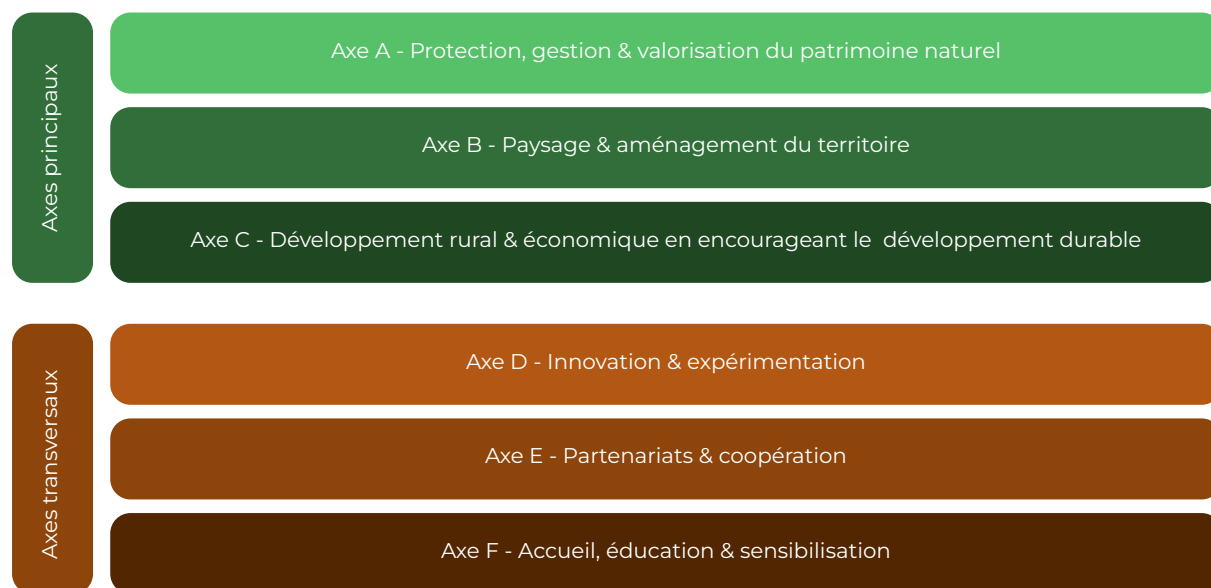 Axes principaux
Axe A - Protection, gestion & valorisation du patrimoine naturel
Axe B - Paysage & aménagement du territoire
Axe C - Développement rural & économique en encourageant le  développement durable
Axes transversaux
Axe D - Innovation & expérimentation
Axe E - Partenariats & coopération
Axe F - Accueil, éducation & sensibilisation